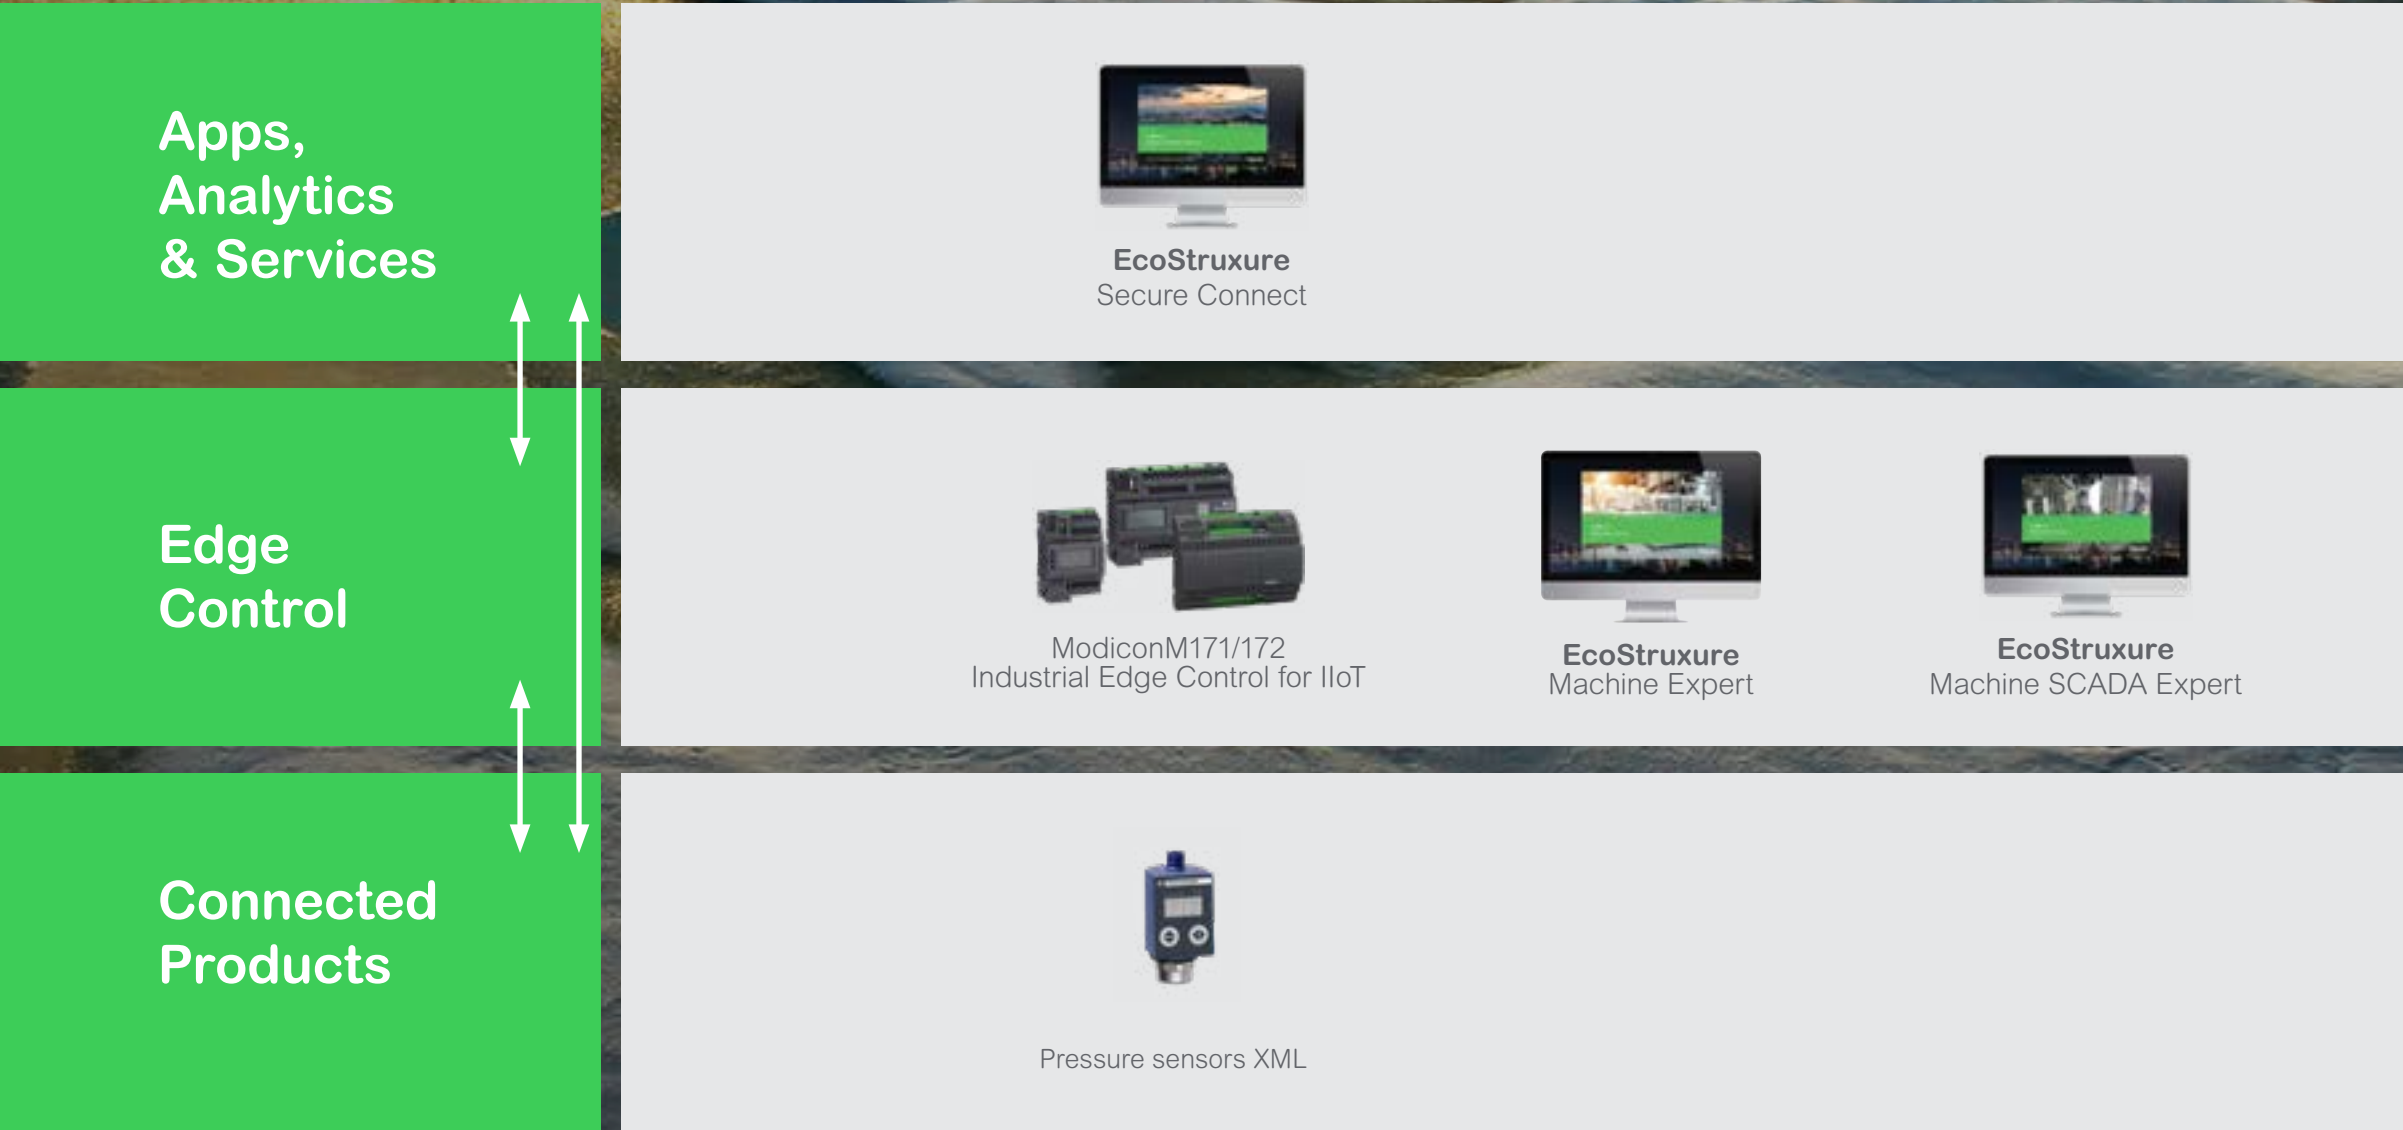 Apps,
Analytics
& Services
EcoStruxure
Secure Connect
Edge
Control
ModiconM171/172
Industrial Edge Control for IIoT
EcoStruxure
Machine Expert
EcoStruxure
Machine SCADA Expert
Connected
Products
Pressure sensors XML